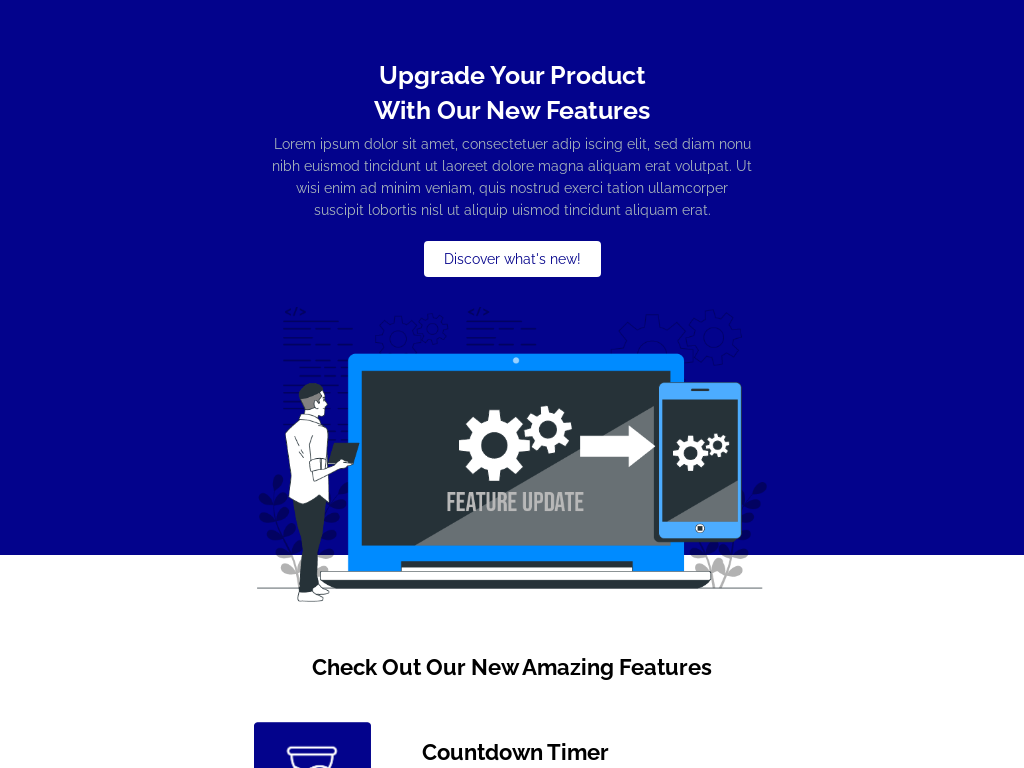 Upgrade Your Product
With Our New Features
Lorem ipsum dolor sit amet, consectetuer adip iscing elit, sed diam nonu
nibh euismod tincidunt ut laoreet dolore magna aliquam erat volutpat. Ut
wisi enim ad minim veniam, quis nostrud exerci tation ullamcorper
suscipit lobortis nisl ut aliquip uismod tincidunt aliquam erat.
Discover what's new!
</> </>
FEATURE UPDATE
Check Out Our New Amazing Features
Countdown Timer